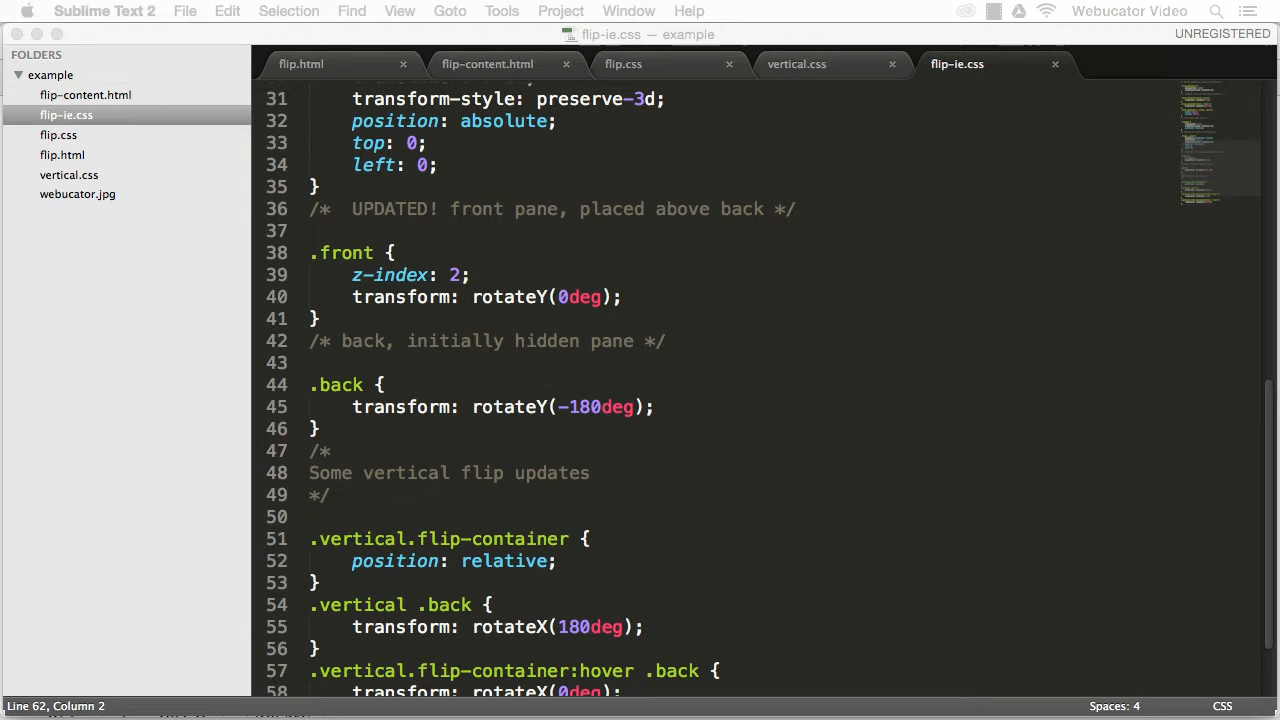 Sublime Text 2 File Edit Selection Find View Goto Tools Project Window Help Webucator Video
flip-ie.css — example UNREGISTERED
FOLDERS
example
flip-content.html
flip-ie.css
flip.css
flip.html
vertical.css
webucator.jpg
flip.html × flip-content.html × flip.css × vertical.css × flip-ie.css ×
31 transform-style: preserve-3d;
32 position: absolute;
33 top: 0;
34 left: 0;
35 }
36 /*  UPDATED! front pane, placed above back */
37
38 .front {
39 z-index: 2;
40 transform: rotateY(0deg);
41 }
42 /* back, initially hidden pane */
43
44 .back {
45 transform: rotateY(-180deg);
46 }
47 /*
48 Some vertical flip updates
49 */
50
51 .vertical.flip-container {
52 position: relative;
53 }
54 .vertical .back {
55 transform: rotateX(180deg);
56 }
57 .vertical.flip-container:hover .back {
58 transform: rotateX(0deg);
Line 62, Column 2 Spaces: 4 CSS